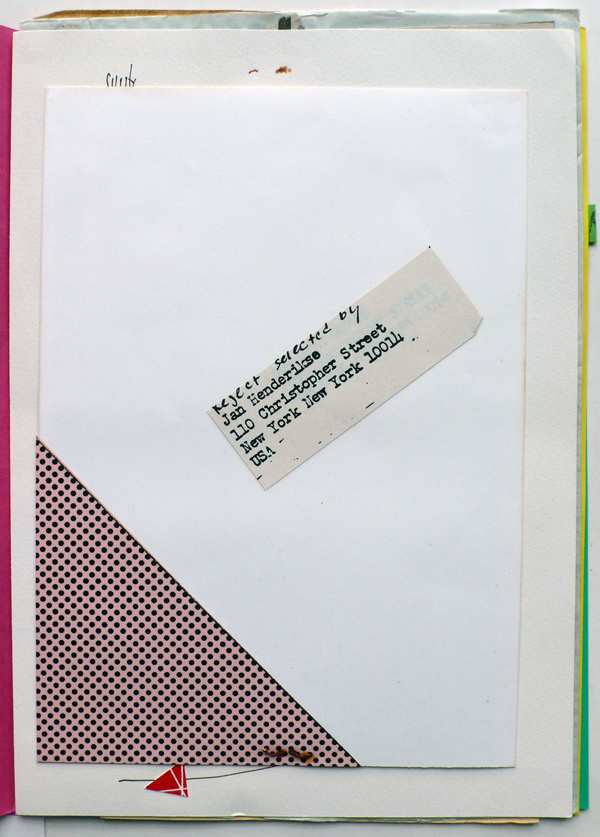 reject selected by
Jan Henderikse
110 Christopher Street
New York New York 10014
USA